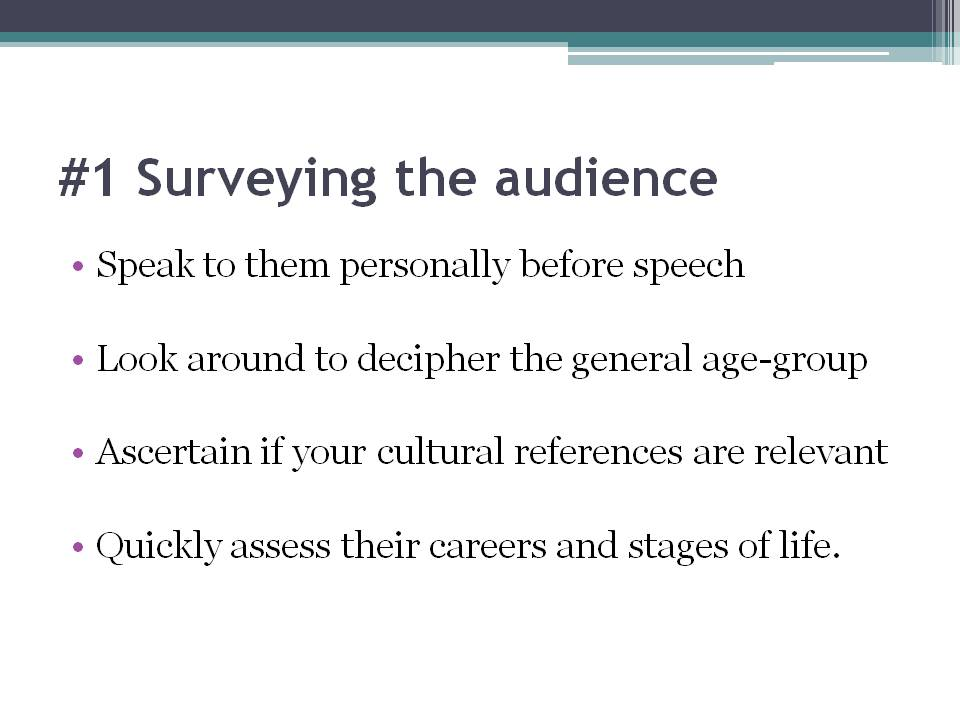 #1 Surveying the audience
• Speak to them personally before speech
• Look around to decipher the general age-group
• Ascertain if your cultural references are relevant
• Quickly assess their careers and stages of life.